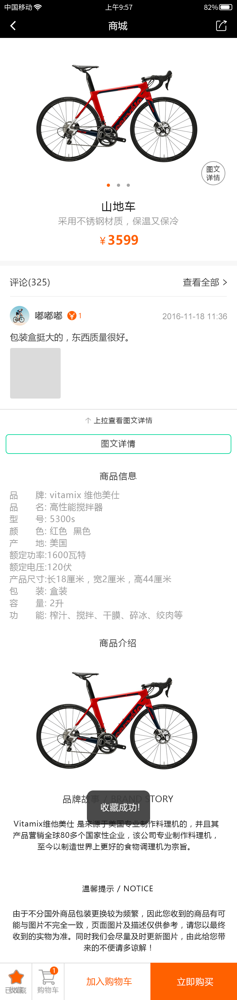 中国移动 上午9:57 82%
商城
cervélo
图文
详情
山地车
采用不锈钢材质，保温又保冷
¥ 3599
评论(325) 查看全部
嘟嘟嘟 1 2016-11-18 11:36
包装盒挺大的，东西质量很好。
上拉查看图文详情
图文详情
商品信息
品 牌: vitamix 维他美仕
品 名: 高性能搅拌器
型 号: 5300s
颜 色: 红色 黑色
产 地: 美国
额定功率:1600瓦特
额定电压:120伏
产品尺寸:长18厘米，宽2厘米，高44厘米
包 装: 盒装
容 量: 2升
功 能: 榨汁、搅拌、干膜、碎冰、绞肉等
商品介绍
cervélo
品牌故事 / BRAND STORY
收藏成功!
Vitamix维他美仕 是来源于美国专业制作料理机的，并且其
产品营销全球80多个国家性企业，该公司专业制作料理机，
至今以制造世界上更好的食物调理机为宗旨。
温馨提示 / NOTICE
由于不分国外商品包装更换较为频繁，因此您收到的商品有可
能与图片不完全一致，页面图片及描述仅供参考，请您以最终
收到的实物为准。同时我们会尽量及时更新图片，由此给您带
来的不便请多谅解！
1
已收藏 购物车 加入购物车 立即购买